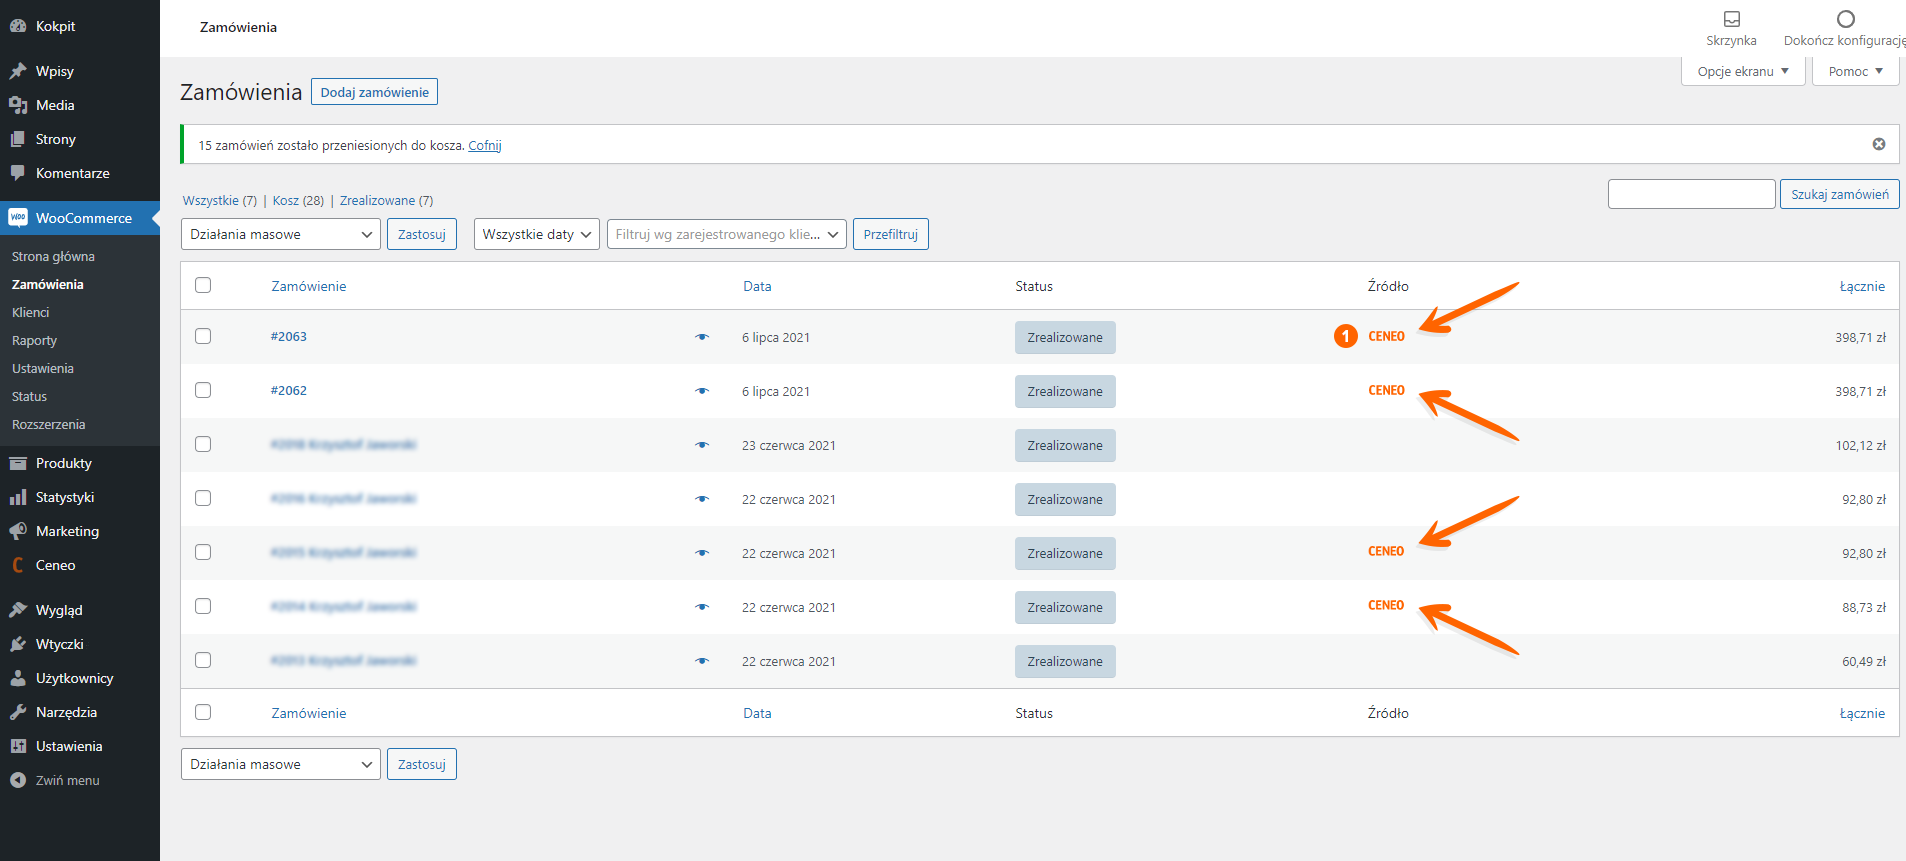 Kokpit
Wpisy
Media
Strony
Komentarze
WooCommerce
Strona główna
Zamówienia
Klienci
Raporty
Ustawienia
Status
Rozszerzenia
Produkty
Statystyki
Marketing
Ceneo
Wygląd
Wtyczki
Użytkownicy
Narzędzia
Ustawienia
Zwiń menu
Zamówienia
Skrzynka
Dokończ konfigurację
Opcje ekranu
Pomoc
Zamówienia Dodaj zamówienie
15 zamówień zostało przeniesionych do kosza. Cofnij
Wszystkie (7) | Kosz (28) | Zrealizowane (7)
Szukaj zamówień
Działania masowe Zastosuj Wszystkie daty Filtruj wg zarejestrowanego klie... Przefiltruj
Zamówienie Data Status Źródło Łącznie
#2063 6 lipca 2021 Zrealizowane 1 CENEO 398,71 zł
#2062 6 lipca 2021 Zrealizowane CENEO 398,71 zł
23 czerwca 2021 Zrealizowane 102,12 zł
22 czerwca 2021 Zrealizowane 92,80 zł
22 czerwca 2021 Zrealizowane CENEO 92,80 zł
22 czerwca 2021 Zrealizowane CENEO 88,73 zł
22 czerwca 2021 Zrealizowane 60,49 zł
Zamówienie Data Status Źródło Łącznie
Działania masowe Zastosuj